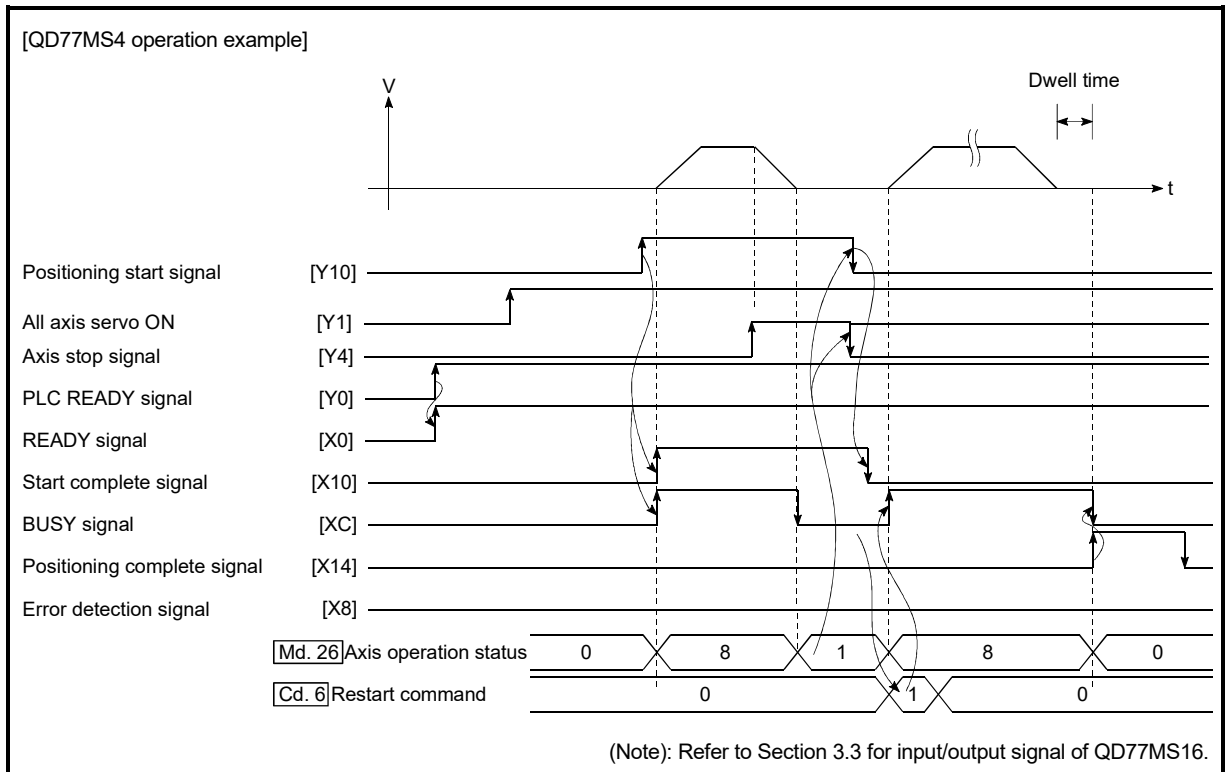 [QD77MS4 operation example]
V
Dwell time
t
Positioning start signal [Y10]
All axis servo ON [Y1]
Axis stop signal [Y4]
PLC READY signal [Y0]
READY signal [X0]
Start complete signal [X10]
BUSY signal [XC]
Positioning complete signal [X14]
Error detection signal [X8]
Md. 26 Axis operation status 0 8 1 8 0
Cd. 6 Restart command 0 1 0
(Note): Refer to Section 3.3 for input/output signal of QD77MS16.